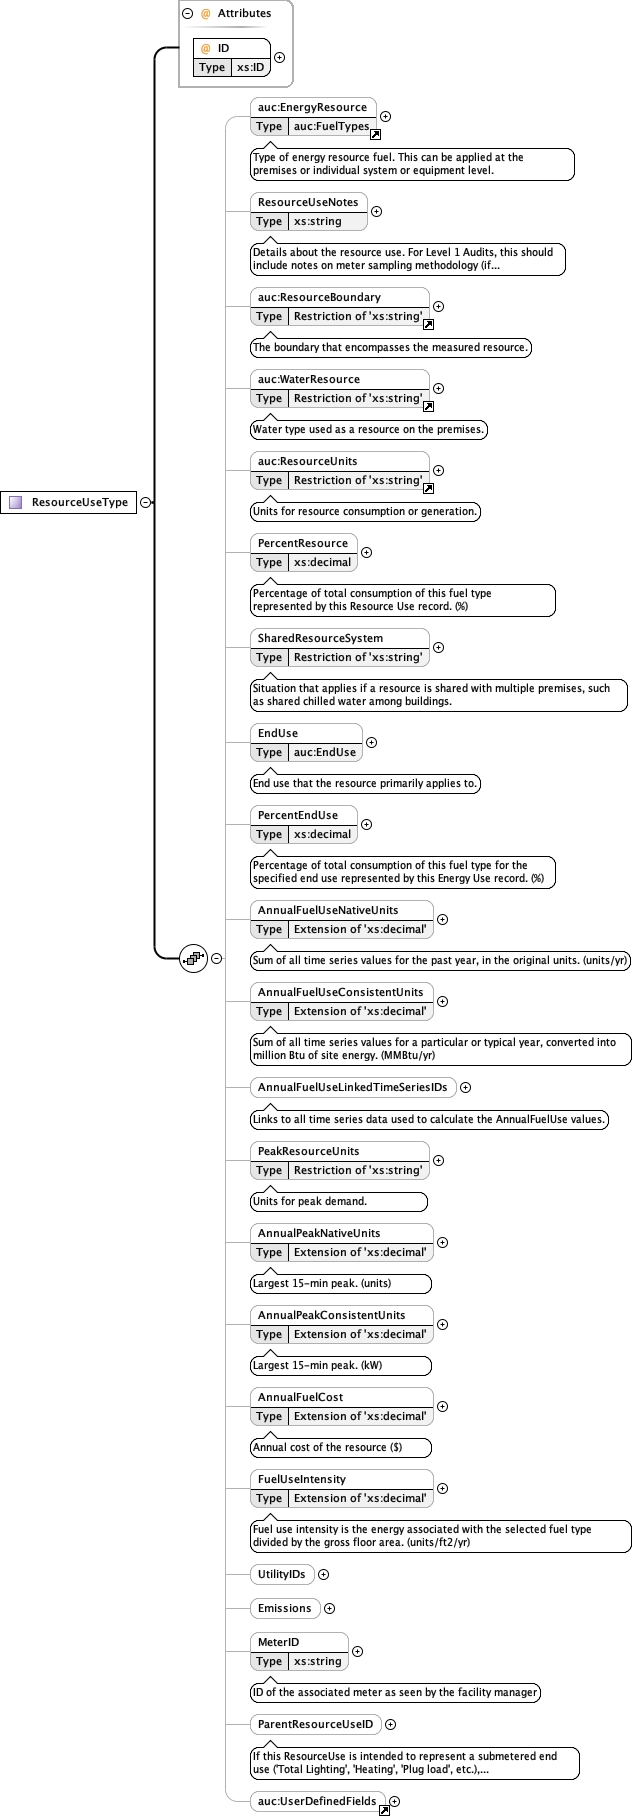 Attributes
@ ID
Type xs:ID
auc:EnergyResource
Type auc:FuelTypes
Type of energy resource fuel. This can be applied at the
premises or individual system or equipment level.
ResourceUseNotes
Type xs:string
Details about the resource use. For Level 1 Audits, this should
include notes on meter sampling methodology (if...
auc:ResourceBoundary
Type Restriction of 'xs:string'
The boundary that encompasses the measured resource.
auc:WaterResource
Type Restriction of 'xs:string'
Water type used as a resource on the premises.
auc:ResourceUnits
Type Restriction of 'xs:string'
Units for resource consumption or generation.
ResourceUseType
PercentResource
Type xs:decimal
Percentage of total consumption of this fuel type
represented by this Resource Use record. (%)
SharedResourceSystem
Type Restriction of 'xs:string'
Situation that applies if a resource is shared with multiple premises, such
as shared chilled water among buildings.
EndUse
Type auc:EndUse
End use that the resource primarily applies to.
PercentEndUse
Type xs:decimal
Percentage of total consumption of this fuel type for the
specified end use represented by this Energy Use record. (%)
AnnualFuelUseNativeUnits
Type Extension of 'xs:decimal'
Sum of all time series values for the past year, in the original units. (units/yr)
AnnualFuelUseConsistentUnits
Type Extension of 'xs:decimal'
Sum of all time series values for a particular or typical year, converted into
million Btu of site energy. (MMBtu/yr)
AnnualFuelUseLinkedTimeSeriesIDs
Links to all time series data used to calculate the AnnualFuelUse values.
PeakResourceUnits
Type Restriction of 'xs:string'
Units for peak demand.
AnnualPeakNativeUnits
Type Extension of 'xs:decimal'
Largest 15-min peak. (units)
AnnualPeakConsistentUnits
Type Extension of 'xs:decimal'
Largest 15-min peak. (kW)
AnnualFuelCost
Type Extension of 'xs:decimal'
Annual cost of the resource ($)
FuelUseIntensity
Type Extension of 'xs:decimal'
Fuel use intensity is the energy associated with the selected fuel type
divided by the gross floor area. (units/ft2/yr)
UtilityIDs
Emissions
MeterID
Type xs:string
ID of the associated meter as seen by the facility manager
ParentResourceUseID
If this ResourceUse is intended to represent a submetered end
use ('Total Lighting', 'Heating', 'Plug load', etc.),...
auc:UserDefinedFields